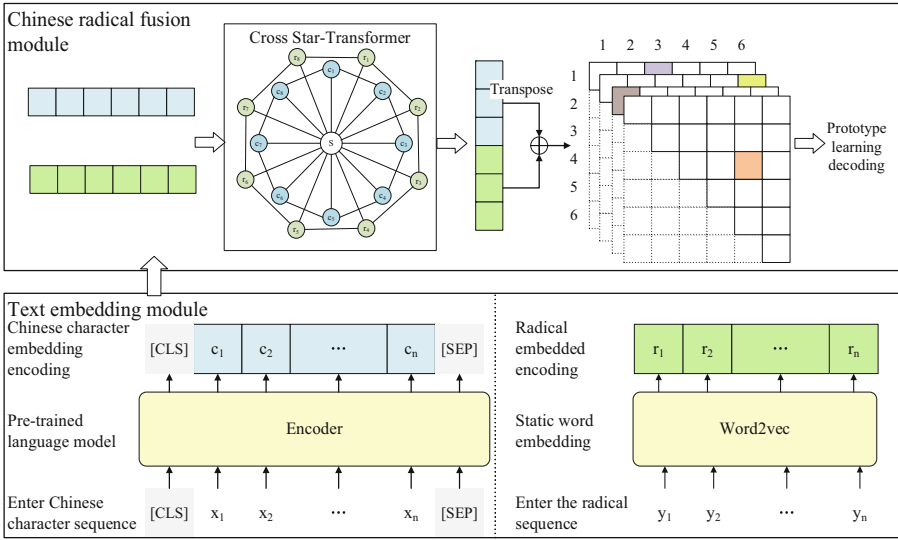 Chinese radical fusion
module
Cross Star-Transformer
r8 r1
c1
c8 c2
r7 r2
c7 S c3
r6 r3
c6 c4
c5
r5 r4
Transpose
1 2 3 4 5 6
1
2
3
4
5
6
Prototype
learning
decoding
Text embedding module
Chinese character
embedding
encoding
[CLS] c1 c2 ··· cn [SEP]
Pre-trained
language model
Encoder
Enter Chinese
character sequence
[CLS] x1 x2 ··· xn [SEP]
Radical
embedded
encoding
r1 r2 ··· rn
Static word
embedding
Word2vec
Enter the radical
sequence
y1 y2 ··· yn